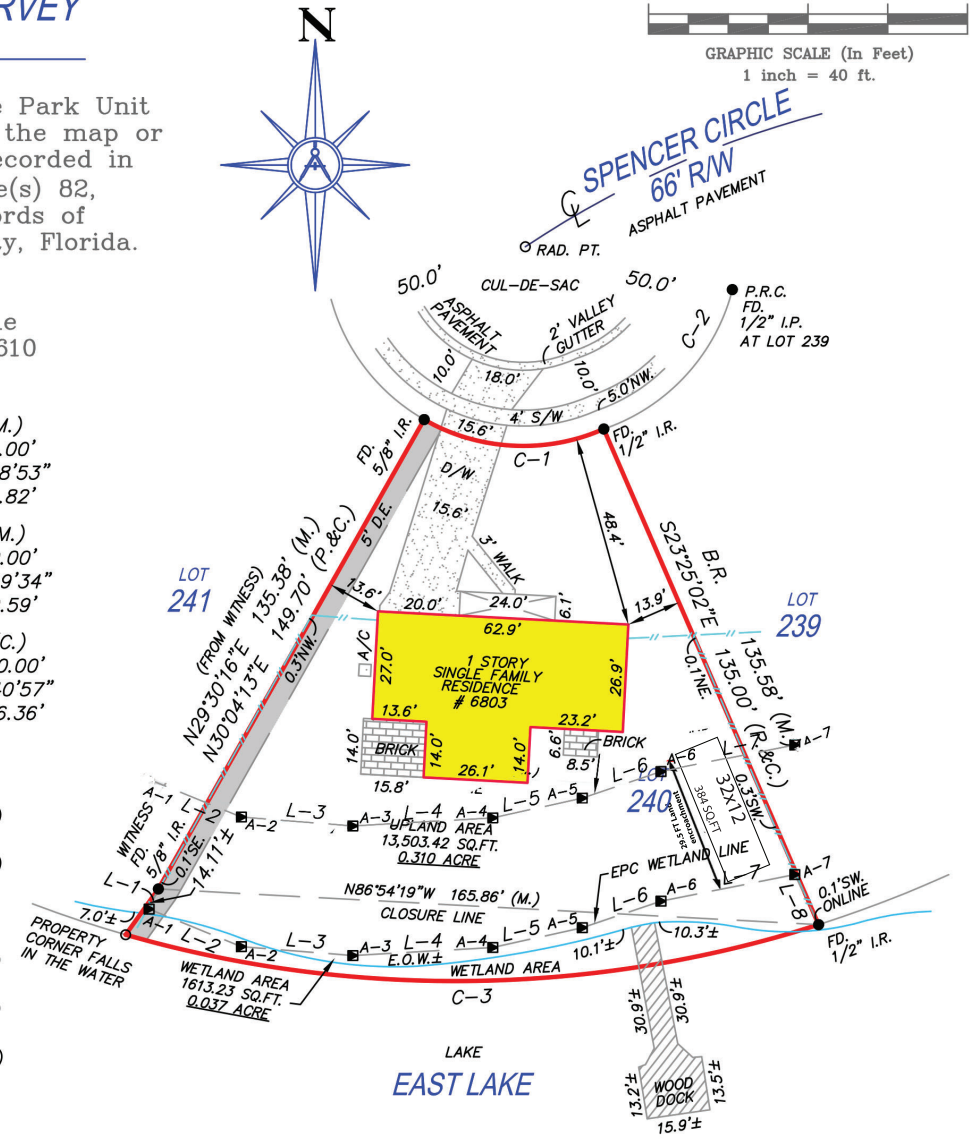 RVEY
N
GRAPHIC SCALE (In Feet)
1 inch = 40 ft.
e Park Unit
the map or
ecorded in
e(s) 82,
ords of
y, Florida.
SPENCER CIRCLE
66' R/W
ASPHALT PAVEMENT
CL
RAD. PT.
50.0'
CUL-DE-SAC
50.0'
ASPHALT
PAVEMENT
2' VALLEY
GUTTER
C-2
P.R.C.
FD.
1/2" I.P.
AT LOT 239
e
610
10.0'
18.0'
10.0'
5.0'NW.
4' S/W
15.6'
M.)
.00'
8'53"
.82'
FD.
5/8" I.R.
C-1
FD.
1/2" I.R.
D/W
15.6'
5' D.E.
48.4'
M.)
.00'
9'34"
.59'
3' WALK
B.R.
S23°25'02"E 135.58' (M.)
135.00' (R.&C.)
LOT
241
(FROM WITNESS)
N29°30'16"E 135.38' (M.)
N30°04'13"E 149.70' (P.&C.)
0.3'NW.
13.6'
20.0'
24.0'
6.1'
13.9'
LOT
239
C.)
0.00'
40'57"
6.36'
62.9'
A/C
27.0'
1 STORY
SINGLE FAMILY
RESIDENCE
# 6803
26.9'
0.1'NE.
13.6'
23.2'
14.0'
BRICK
14.0'
14.0'
6.6'
8.5'
BRICK
15.8'
26.1'
A-1
L-2
A-2
L-3
A-3
L-4
A-4
L-5
A-5
L-6
A-6
L-
A-7
LOT
240
UPLAND AREA
13,503.42 SQ.FT.
0.310 ACRE
32x12
384 SQ.FT
29.5 FT Land
encroachment
0.3'SW.
WITNESS
FD.
5/8" I.R.
0.1'SE.
14.11'±
L-1
EPC WETLAND LINE
N86°54'19"W 165.86' (M.)
CLOSURE LINE
L-7
A-7
L-8
0.1'SW.
ONLINE
7.0'±
A-1
L-2
A-2
L-3
A-3
L-4
A-4
L-5
A-5
L-6
A-6
E.O.W.±
10.1'±
10.3'±
FD.
1/2" I.R.
PROPERTY
CORNER FALLS
IN THE WATER
WETLAND AREA
1613.23 SQ.FT.
0.037 ACRE
WETLAND AREA
C-3
30.9'±
30.9'±
LAKE
EAST LAKE
13.2'±
WOOD
DOCK
13.5'±
15.9'±
)
)
)